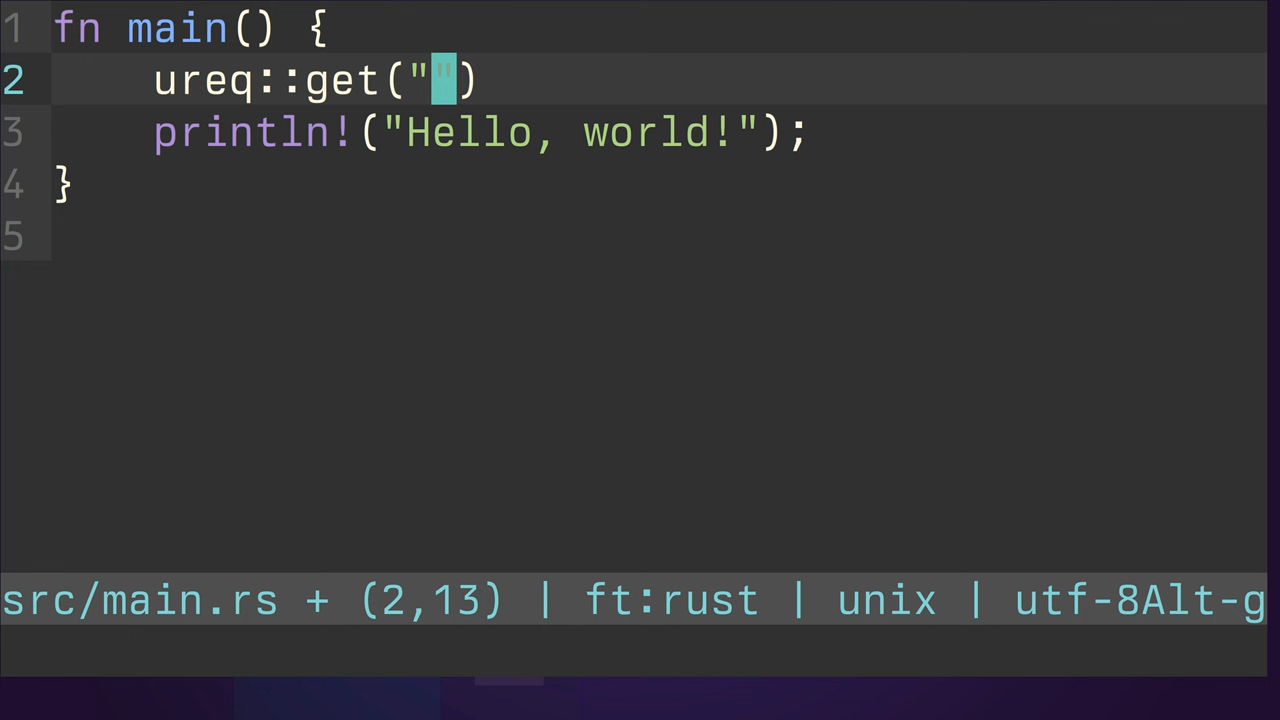 1 fn main() {
2     ureq::get("")
3     println!("Hello, world!");
4 }
5
src/main.rs + (2,13) | ft:rust | unix | utf-8Alt-g